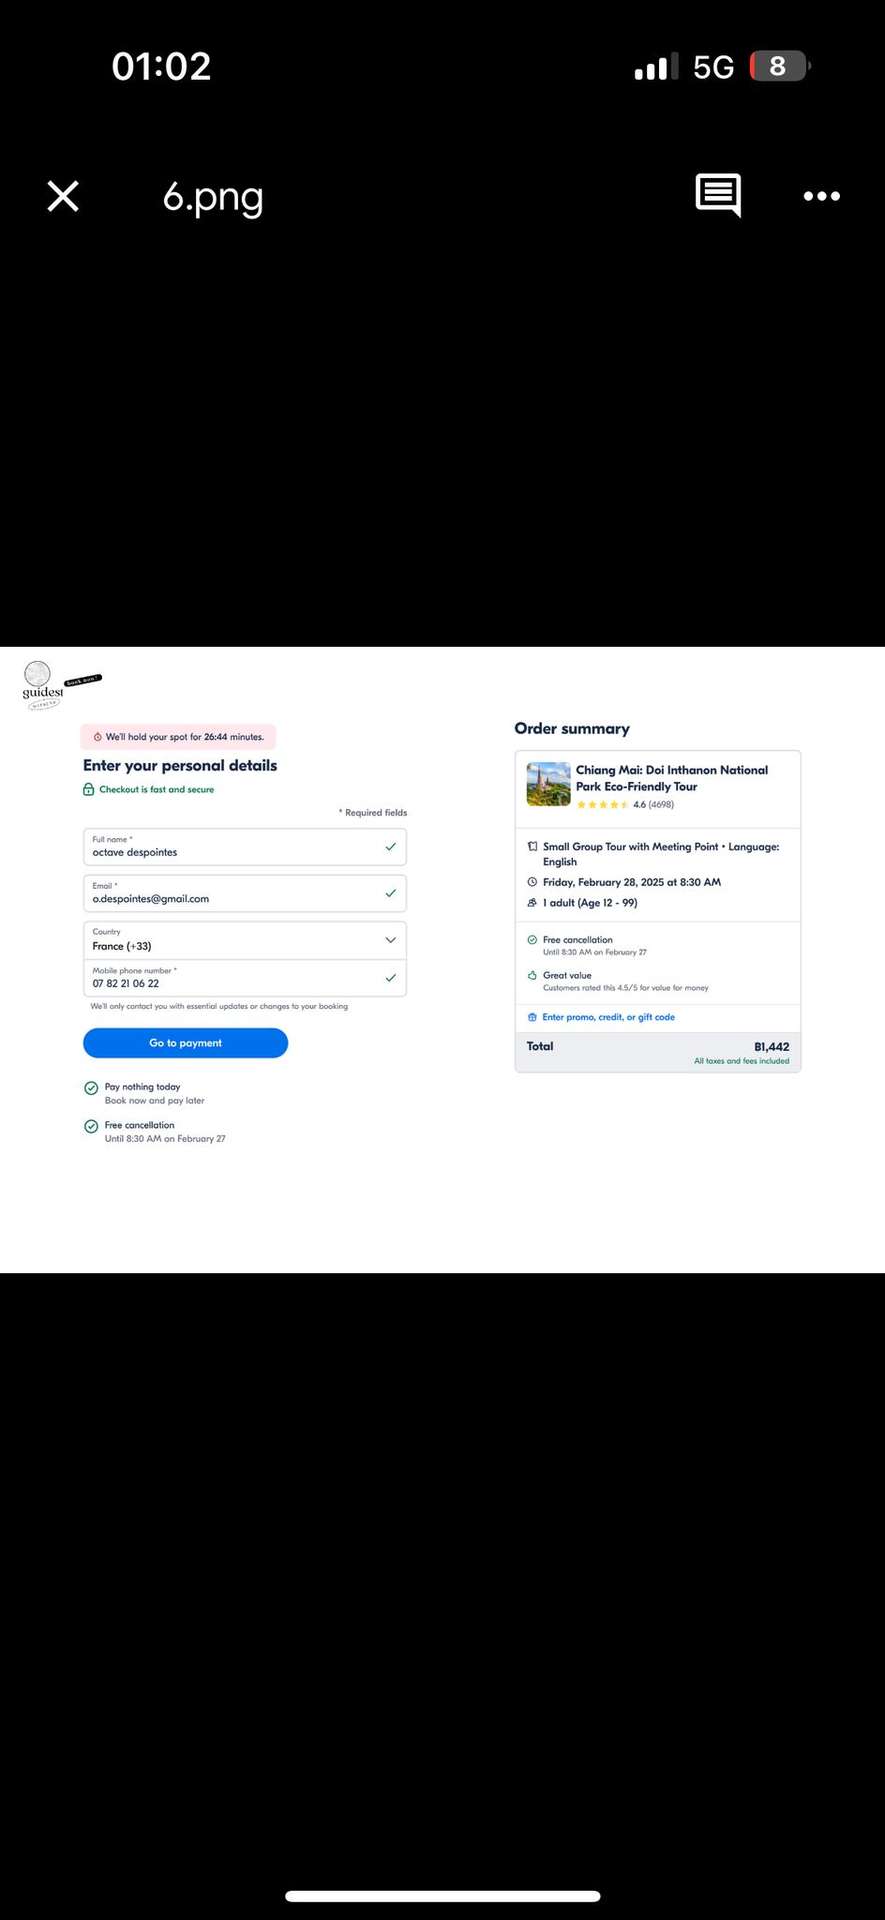 01:02
5G
8
6.png
guidest
book now!
We'll hold your spot for 26:44 minutes.
Enter your personal details
Checkout is fast and secure
* Required fields
Full name *
octave despointes
Email *
o.despointes@gmail.com
Country
France (+33)
Mobile phone number *
07 82 21 06 22
We'll only contact you with essential updates or changes to your booking
Go to payment
Pay nothing today
Book now and pay later
Free cancellation
Until 8:30 AM on February 27
Order summary
Chiang Mai: Doi Inthanon National
Park Eco-Friendly Tour
4.6 (4698)
Small Group Tour with Meeting Point • Language:
English
Friday, February 28, 2025 at 8:30 AM
1 adult (Age 12 - 99)
Free cancellation
Until 8:30 AM on February 27
Great value
Customers rated this 4.5/5 for value for money
Enter promo, credit, or gift code
Total
฿1,442
All taxes and fees included